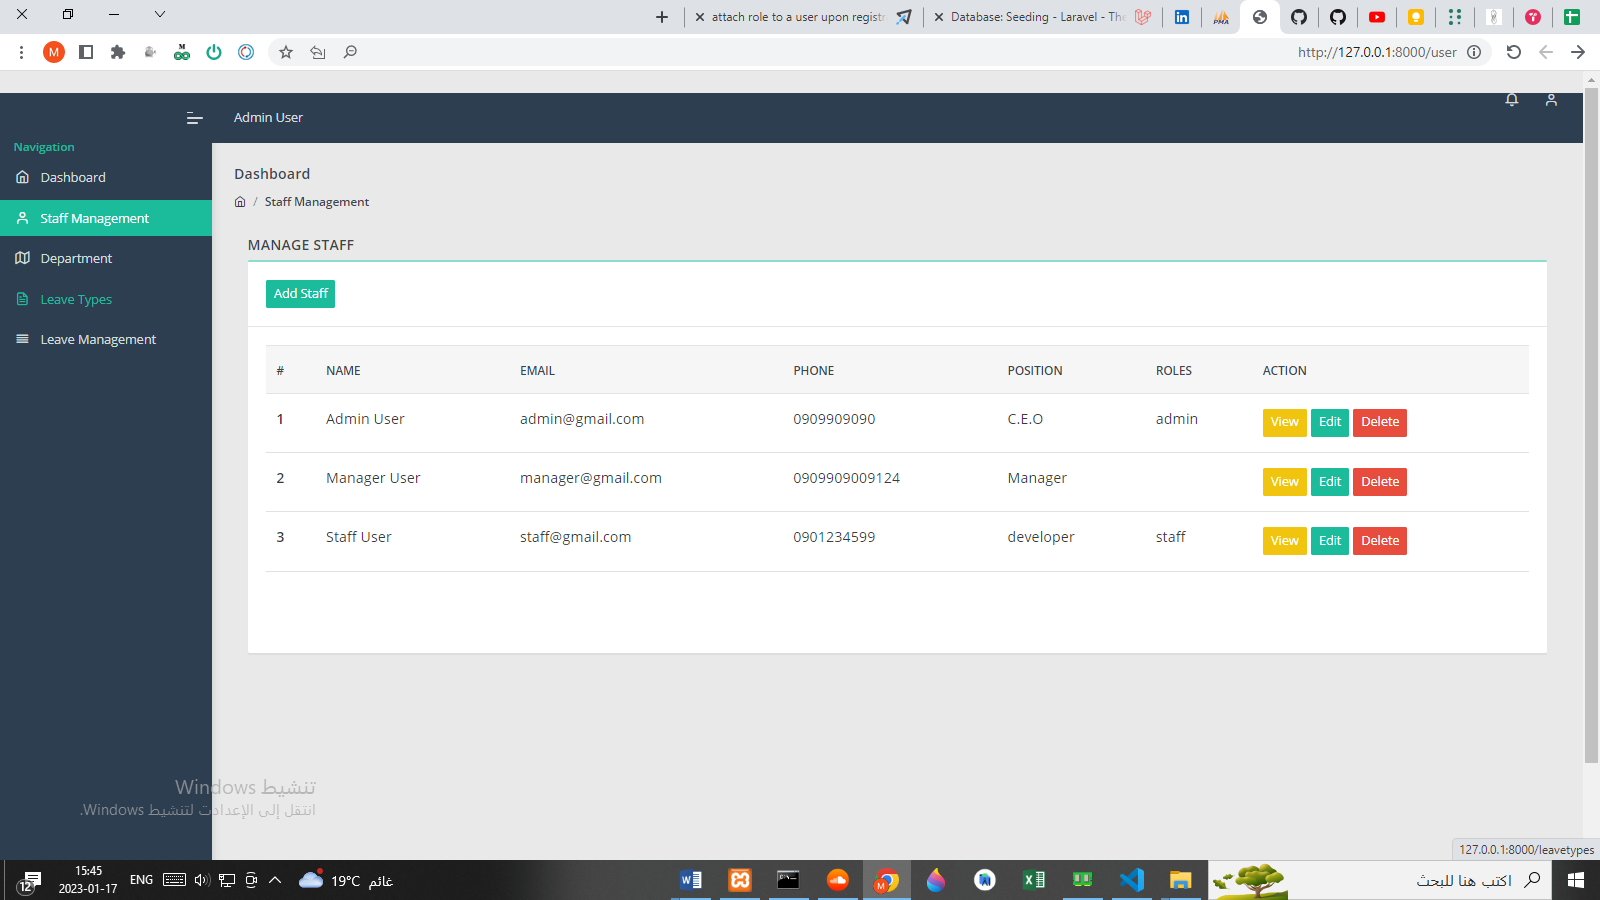 attach role to a user upon registr
Database: Seeding - Laravel - The
M
http://127.0.0.1:8000/user
Admin User
Navigation
Dashboard
Staff Management
Department
Leave Types
Leave Management
Dashboard
/ Staff Management
MANAGE STAFF
Add Staff
# NAME EMAIL PHONE POSITION ROLES ACTION
1 Admin User admin@gmail.com 0909909090 C.E.O admin View Edit Delete
2 Manager User manager@gmail.com 0909909009124 Manager View Edit Delete
3 Staff User staff@gmail.com 0901234599 developer staff View Edit Delete
تنشيط Windows
انتقل إلى الإعدادت لتنشيط Windows.
127.0.0.1:8000/leavetypes
12
15:45
2023-01-17
ENG
19°C غائم
اكتب هنا للبحث